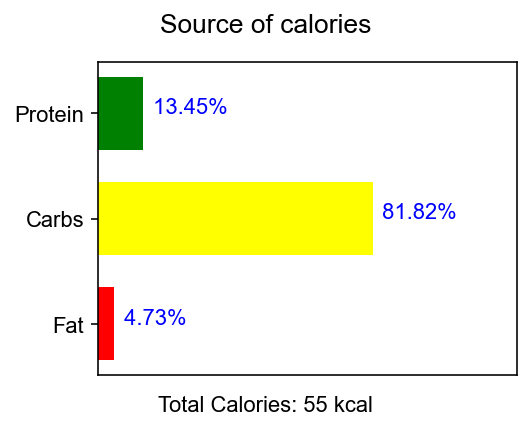 Source of calories
Protein 13.45%
Carbs 81.82%
Fat 4.73%
Total Calories: 55 kcal